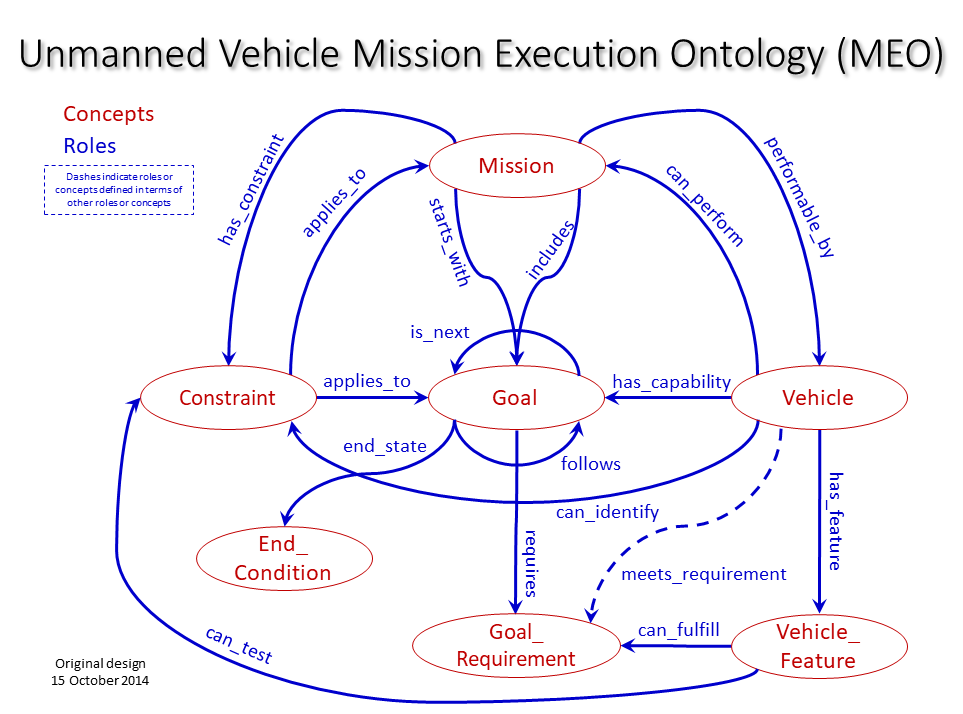 Unmanned Vehicle Mission Execution Ontology (MEO)
Concepts
Roles
Dashes indicate roles or
concepts defined in terms of
other roles or concepts
has_constraint
applies_to
Mission
can_perform
performable_by
starts_with
includes
is_next
Constraint
applies_to
Goal
has_capability
Vehicle
end_state
follows
can_identify
has_feature
End_
Condition
requires
meets_requirement
can_test
Goal_
Requirement
can_fulfill
Vehicle_
Feature
Original design
15 October 2014